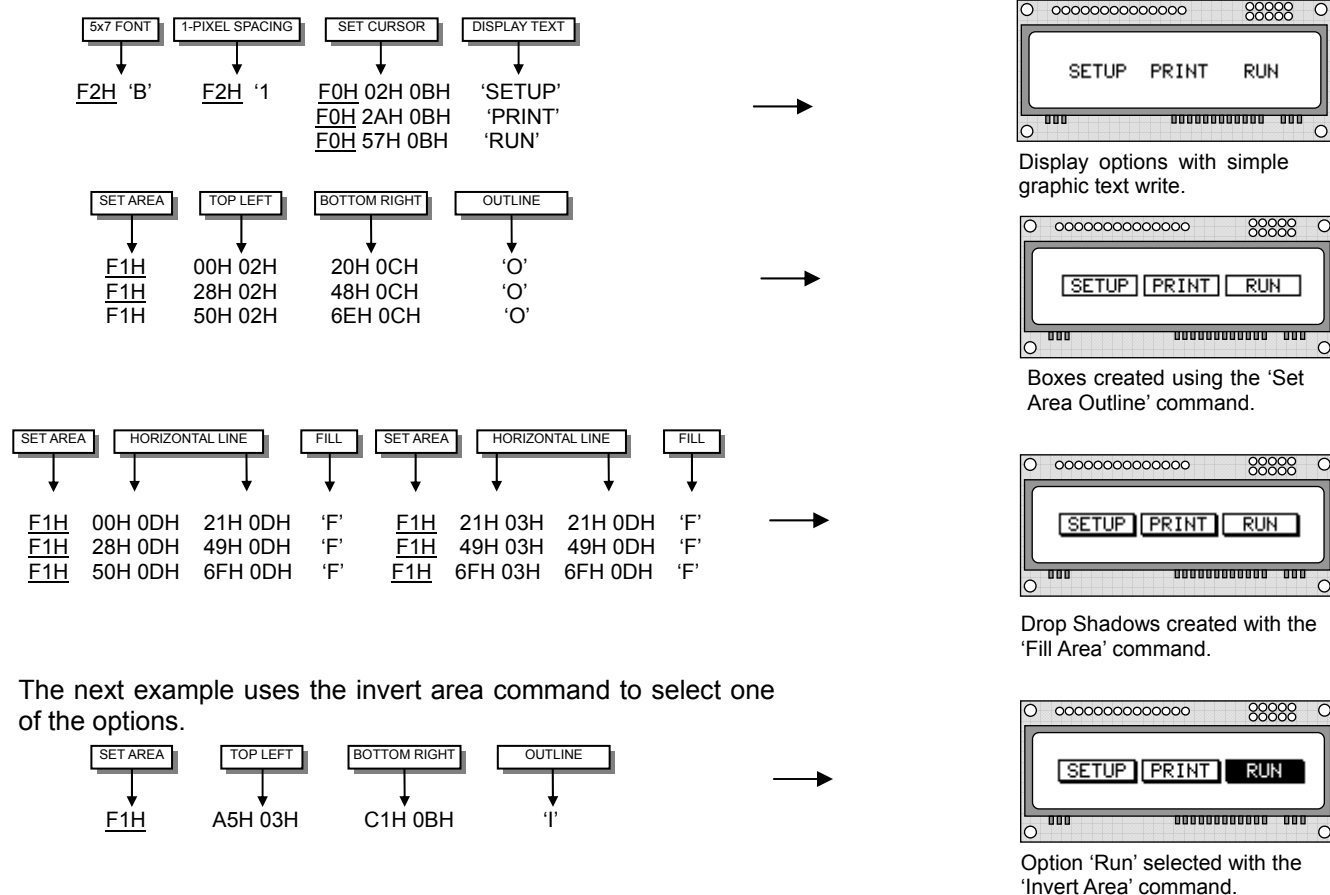 5x7 FONT 1-PIXEL SPACING SET CURSOR DISPLAY TEXT
F2H ‘B’ F2H ‘1 F0H 02H 0BH ‘SETUP’
F0H 2AH 0BH ‘PRINT’
F0H 57H 0BH ‘RUN’
SETUP PRINT RUN
Display options with simple
graphic text write.
SET AREA TOP LEFT BOTTOM RIGHT OUTLINE
F1H 00H 02H 20H 0CH ‘O’
F1H 28H 02H 48H 0CH ‘O’
F1H 50H 02H 6EH 0CH ‘O’
SETUP PRINT RUN
Boxes created using the ‘Set
Area Outline’ command.
SET AREA HORIZONTAL LINE FILL SET AREA HORIZONTAL LINE FILL
F1H 00H 0DH 21H 0DH ‘F’ F1H 21H 03H 21H 0DH ‘F’
F1H 28H 0DH 49H 0DH ‘F’ F1H 49H 03H 49H 0DH ‘F’
F1H 50H 0DH 6FH 0DH ‘F’ F1H 6FH 03H 6FH 0DH ‘F’
SETUP PRINT RUN
Drop Shadows created with the
‘Fill Area’ command.
The next example uses the invert area command to select one
of the options.
SET AREA TOP LEFT BOTTOM RIGHT OUTLINE
F1H A5H 03H C1H 0BH ‘I’
SETUP PRINT RUN
Option ‘Run’ selected with the
‘Invert Area’ command.